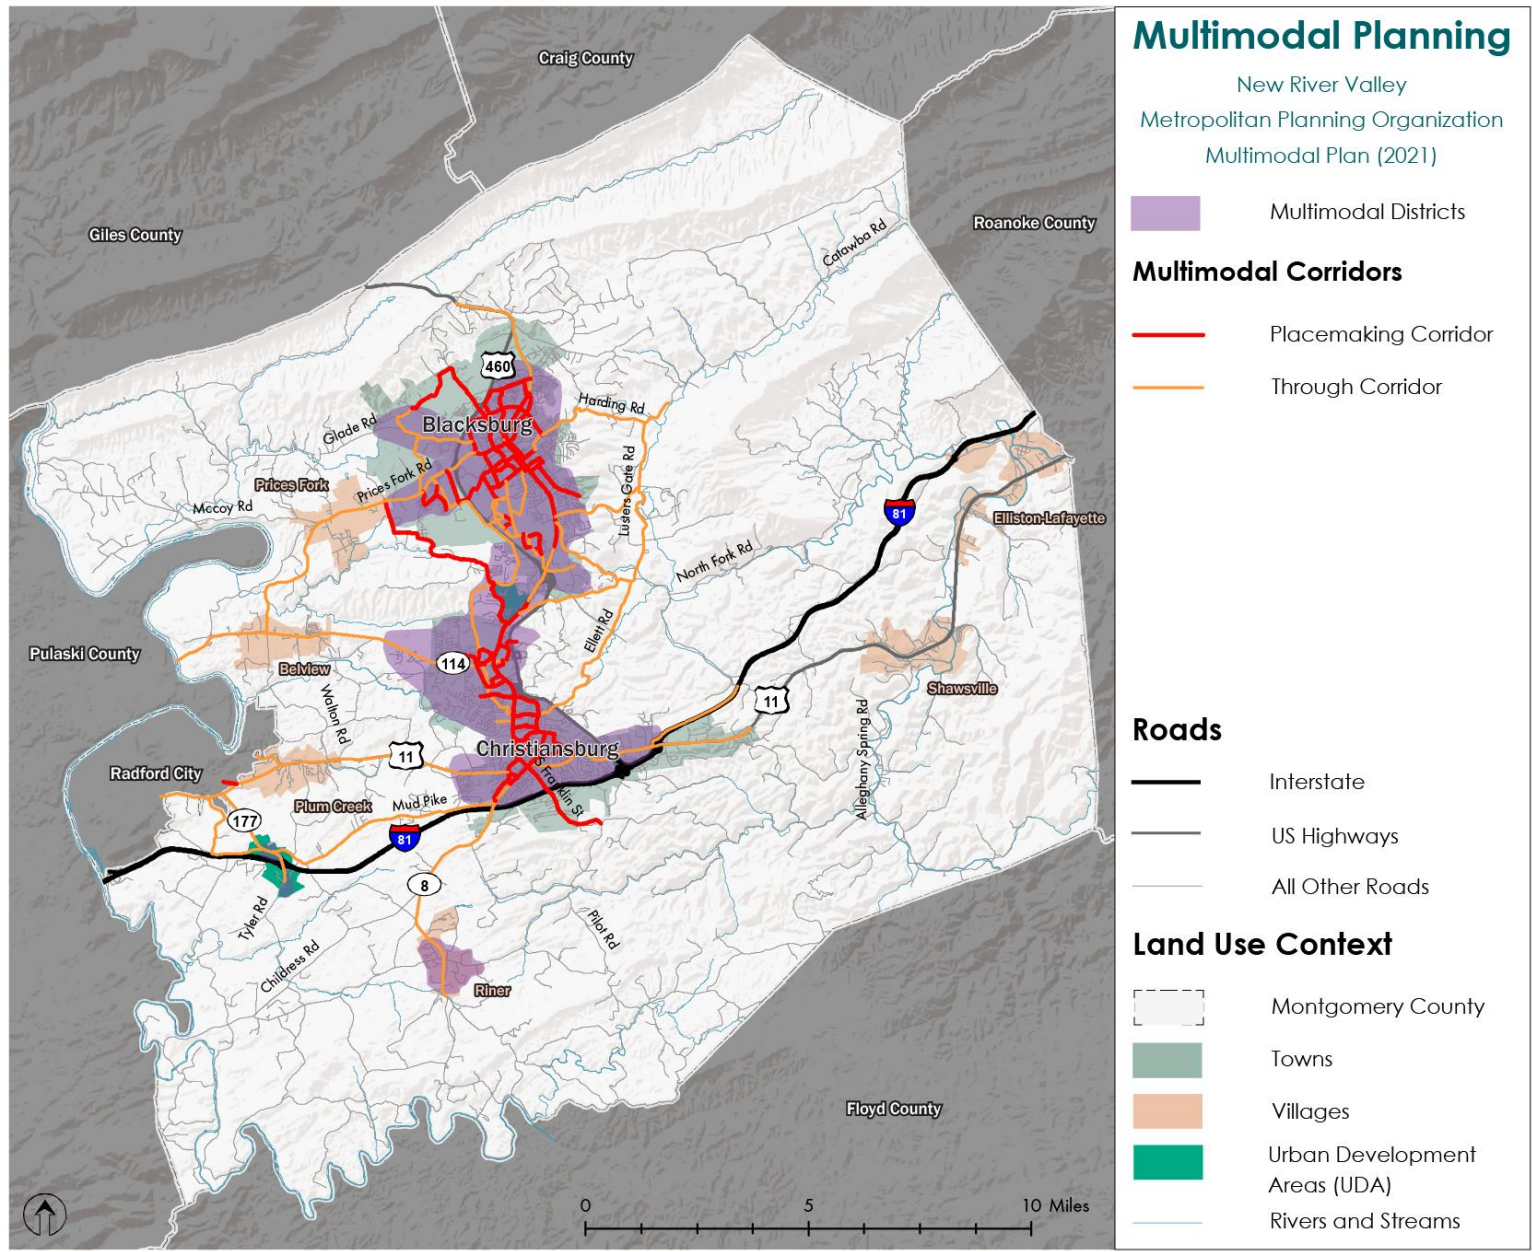 Multimodal Planning
New River Valley
Metropolitan Planning Organization
Multimodal Plan (2021)
Multimodal Districts
Multimodal Corridors
Placemaking Corridor
Through Corridor
Roads
Interstate
US Highways
All Other Roads
Land Use Context
Montgomery County
Towns
Villages
Urban Development
Areas (UDA)
Rivers and Streams
Craig County
Giles County
Roanoke County
Catawba Rd
460
Harding Rd
Glade Rd
Blacksburg
Prices Fork Rd
Prices Fork
Mccoy Rd
Lusters Gate Rd
81
Elliston-Lafayette
North Fork Rd
Ellett Rd
Pulaski County
114
Belview
Shawsville
Walton Rd
11
Alleghany Spring Rd
11
Christiansburg
Radford City
S Franklin St
Plum Creek
Mud Pike
177
81
8
Tyler Rd
Pilot Rd
Childress Rd
Riner
Floyd County
0 5 10 Miles